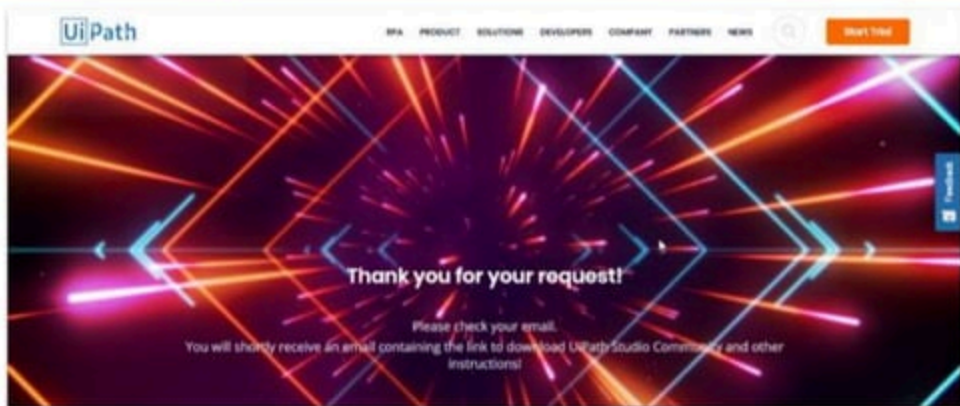 UiPath
RPA PRODUCT SOLUTIONS DEVELOPERS COMPANY PARTNERS NEWS Start Trial
Feedback
Thank you for your request!
Please check your email.
You will shortly receive an email containing the link to download UiPath Studio Community and other
instructions!